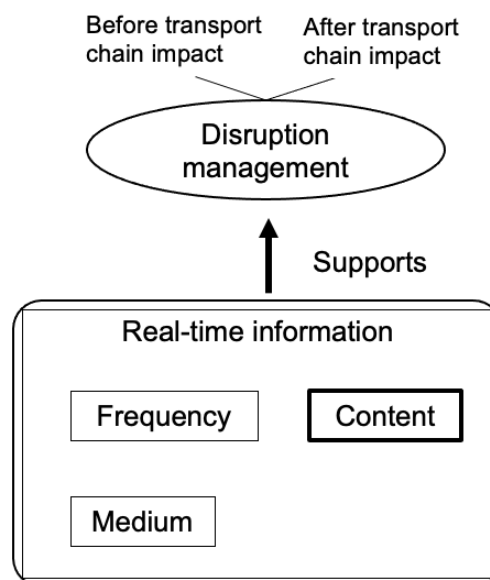 Before transport
chain impact
After transport
chain impact
Disruption
management
Supports
Real-time information
Frequency
Content
Medium